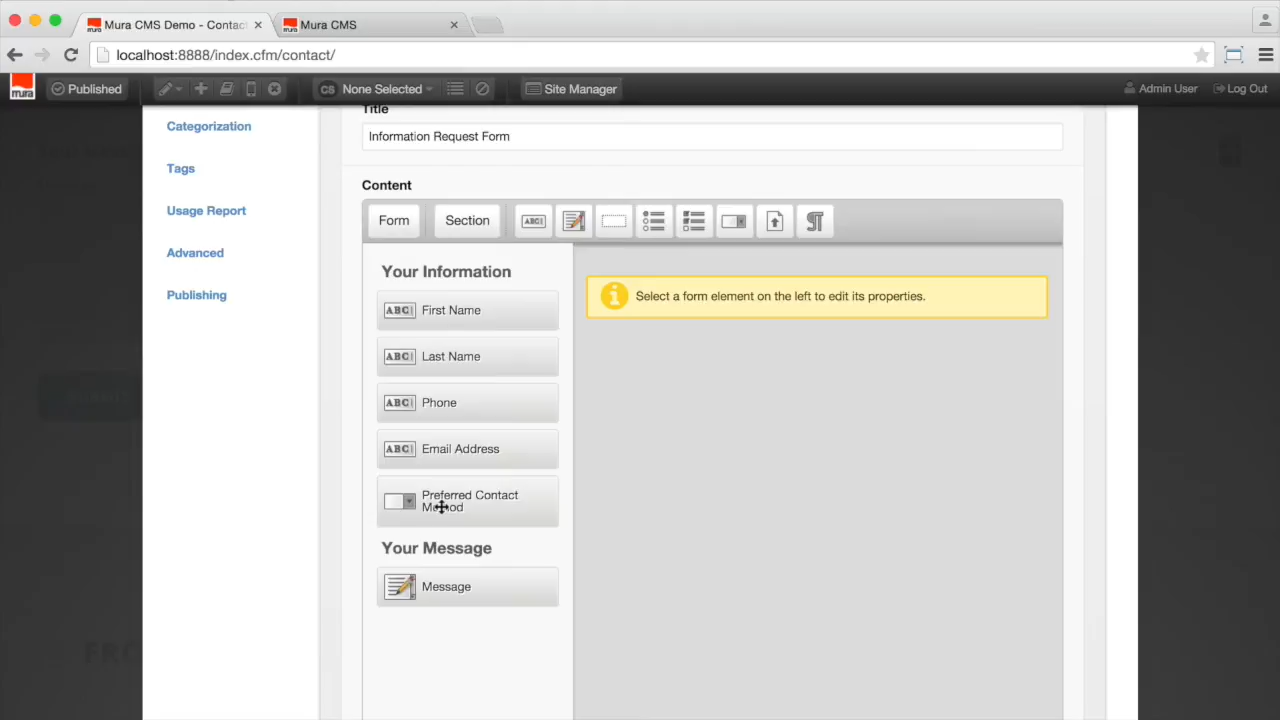 Mura CMS Demo - Contac
Mura CMS
localhost:8888/index.cfm/contact/
mura
Published
CS
None Selected
Site Manager
Admin User
Log Out
Title
Categorization
Information Request Form
Tags
Content
Usage Report
Form
Section
ABC
Advanced
Your Information
Publishing
Select a form element on the left to edit its properties.
ABC
First Name
ABC
Last Name
ABC
Phone
ABC
Email Address
Preferred Contact
Method
Your Message
Message
FRO